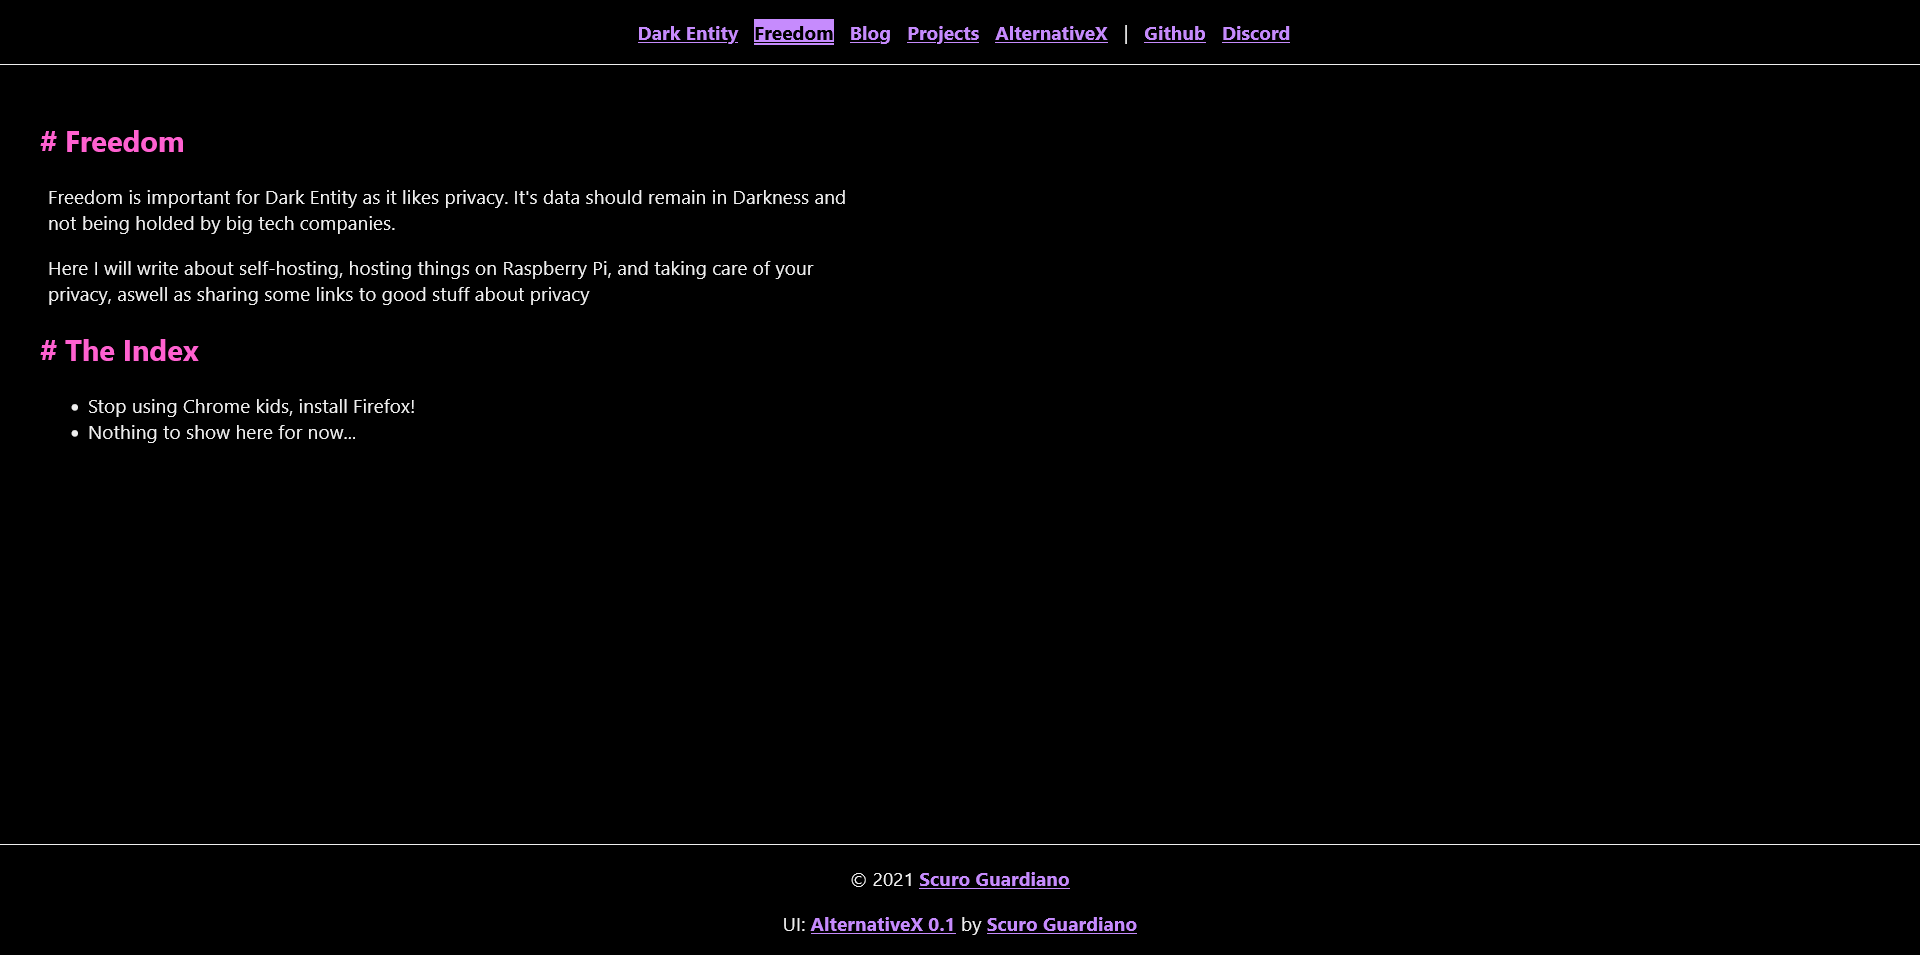 Dark Entity Freedom Blog Projects AlternativeX | Github Discord
# Freedom
Freedom is important for Dark Entity as it likes privacy. It's data should remain in Darkness and
not being holded by big tech companies.
Here I will write about self-hosting, hosting things on Raspberry Pi, and taking care of your
privacy, aswell as sharing some links to good stuff about privacy
# The Index
• Stop using Chrome kids, install Firefox!
• Nothing to show here for now...
© 2021 Scuro Guardiano
UI: AlternativeX 0.1 by Scuro Guardiano